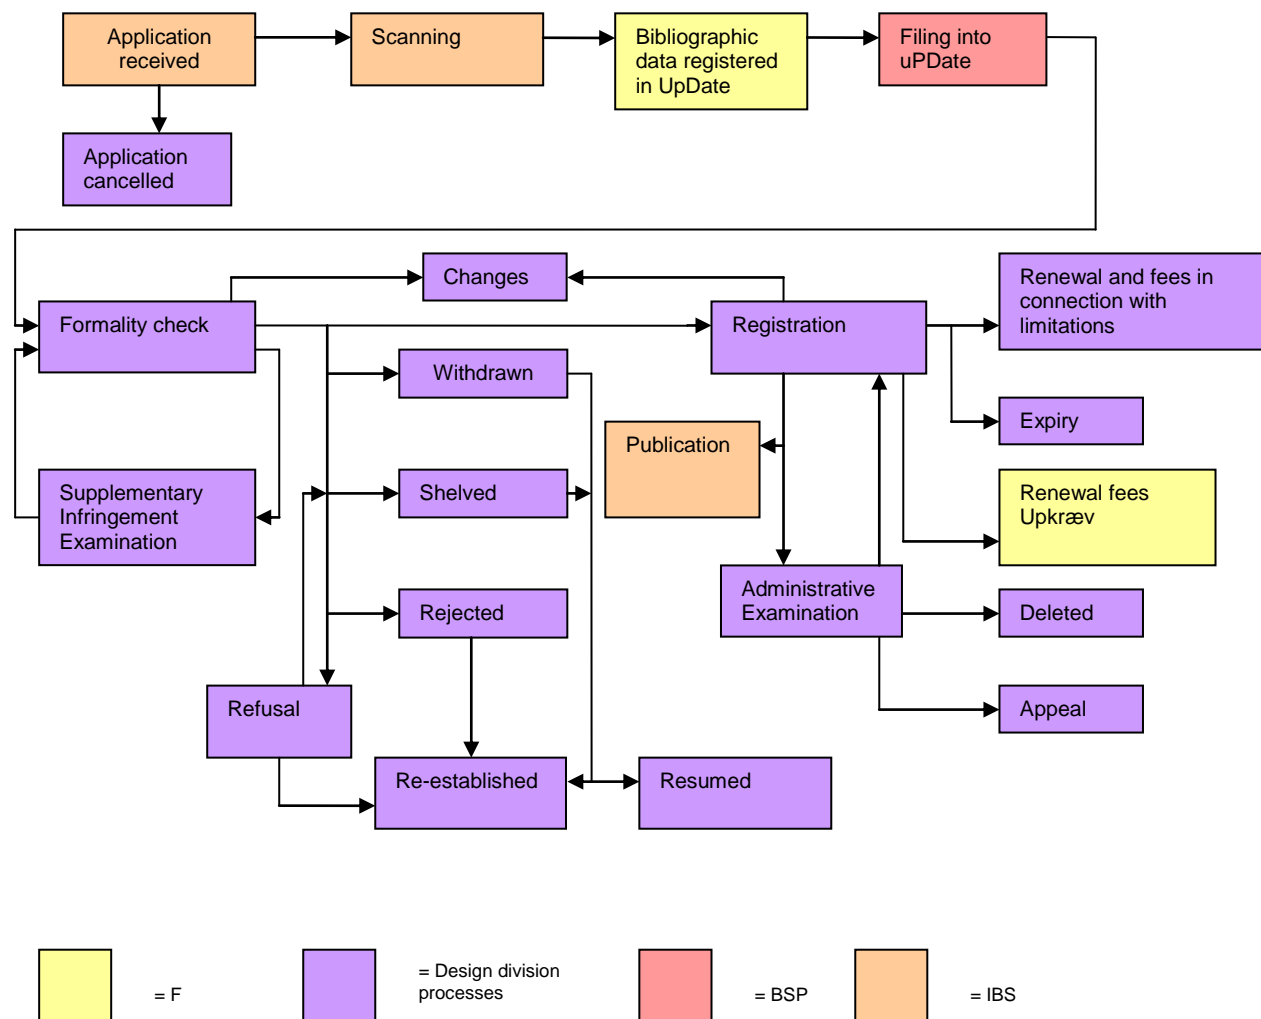 Application
received
Scanning
Bibliographic
data registered
in UpDate
Filing into
uPDate
Application
cancelled
Changes
Renewal and fees in
connection with
limitations
Formality check
Registration
Withdrawn
Expiry
Publication
Supplementary
Infringement
Examination
Shelved
Renewal fees
Upkræv
Administrative
Examination
Rejected
Deleted
Refusal
Appeal
Re-established
Resumed
= F
= Design division
processes
= BSP
= IBS